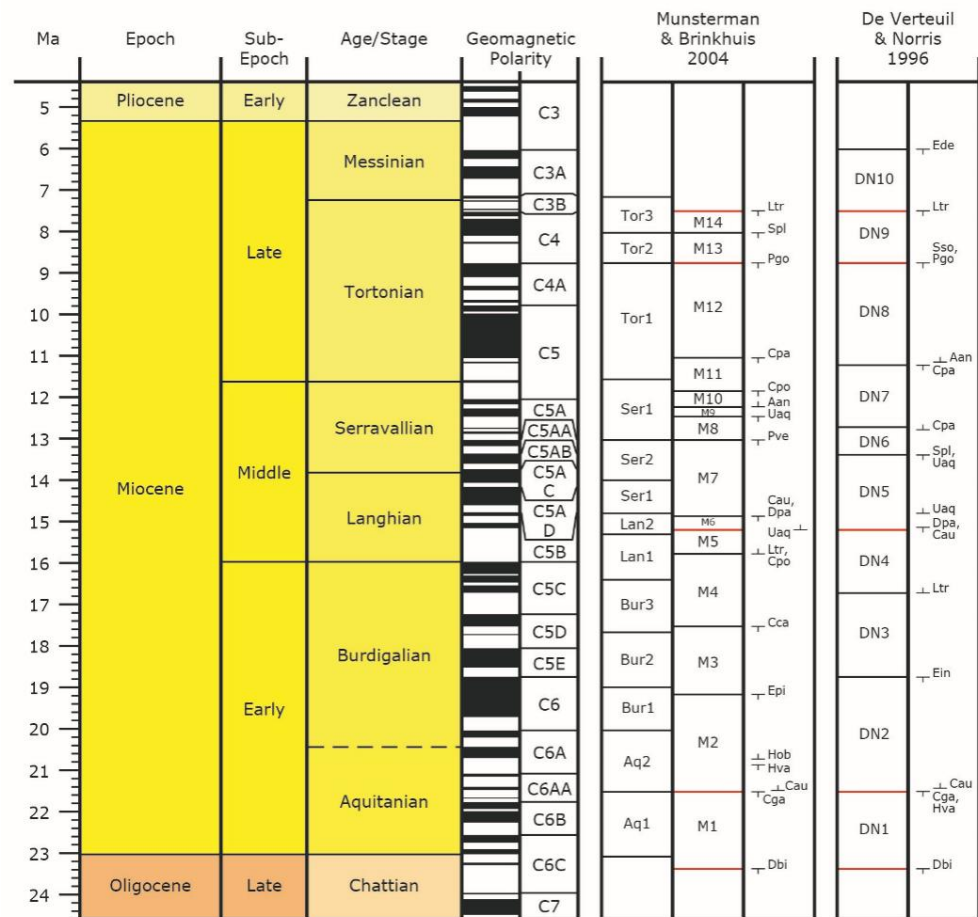 Ma
Epoch
Sub-
Epoch
Age/Stage
Geomagnetic
Polarity
Munsterman
& Brinkhuis
2004
De Verteuil
& Norris
1996
5
6
7
8
9
10
11
12
13
14
15
16
17
18
19
20
21
22
23
24
Pliocene
Miocene
Oligocene
Early
Late
Middle
Early
Late
Zanclean
Messinian
Tortonian
Serravallian
Langhian
Burdigalian
Aquitanian
Chattian
C3
C3A
C3B
C4
C4A
C5
C5A
C5AA
C5AB
C5A
C
C5A
D
C5B
C5C
C5D
C5E
C6
C6A
C6AA
C6B
C6C
C7
Tor3
Tor2
Tor1
Ser1
Ser2
Ser1
Lan2
Lan1
Bur3
Bur2
Bur1
Aq2
Aq1
M14
M13
M12
M11
M10
M9
M8
M7
M6
M5
M4
M3
M2
M1
Ltr
Spl
Pgo
Cpa
Cpo
Aan
Uaq
Pve
Cau,
Dpa
Uaq
Ltr,
Cpo
Cca
Epi
Hob
Hva
Cau
Cga
Dbi
DN10
DN9
DN8
DN7
DN6
DN5
DN4
DN3
DN2
DN1
Ede
Ltr
Sso,
Pgo
Aan
Cpa
Cpa
Spl,
Uaq
Uaq
Dpa,
Cau
Ltr
Ein
Cau
Cga,
Hva
Dbi